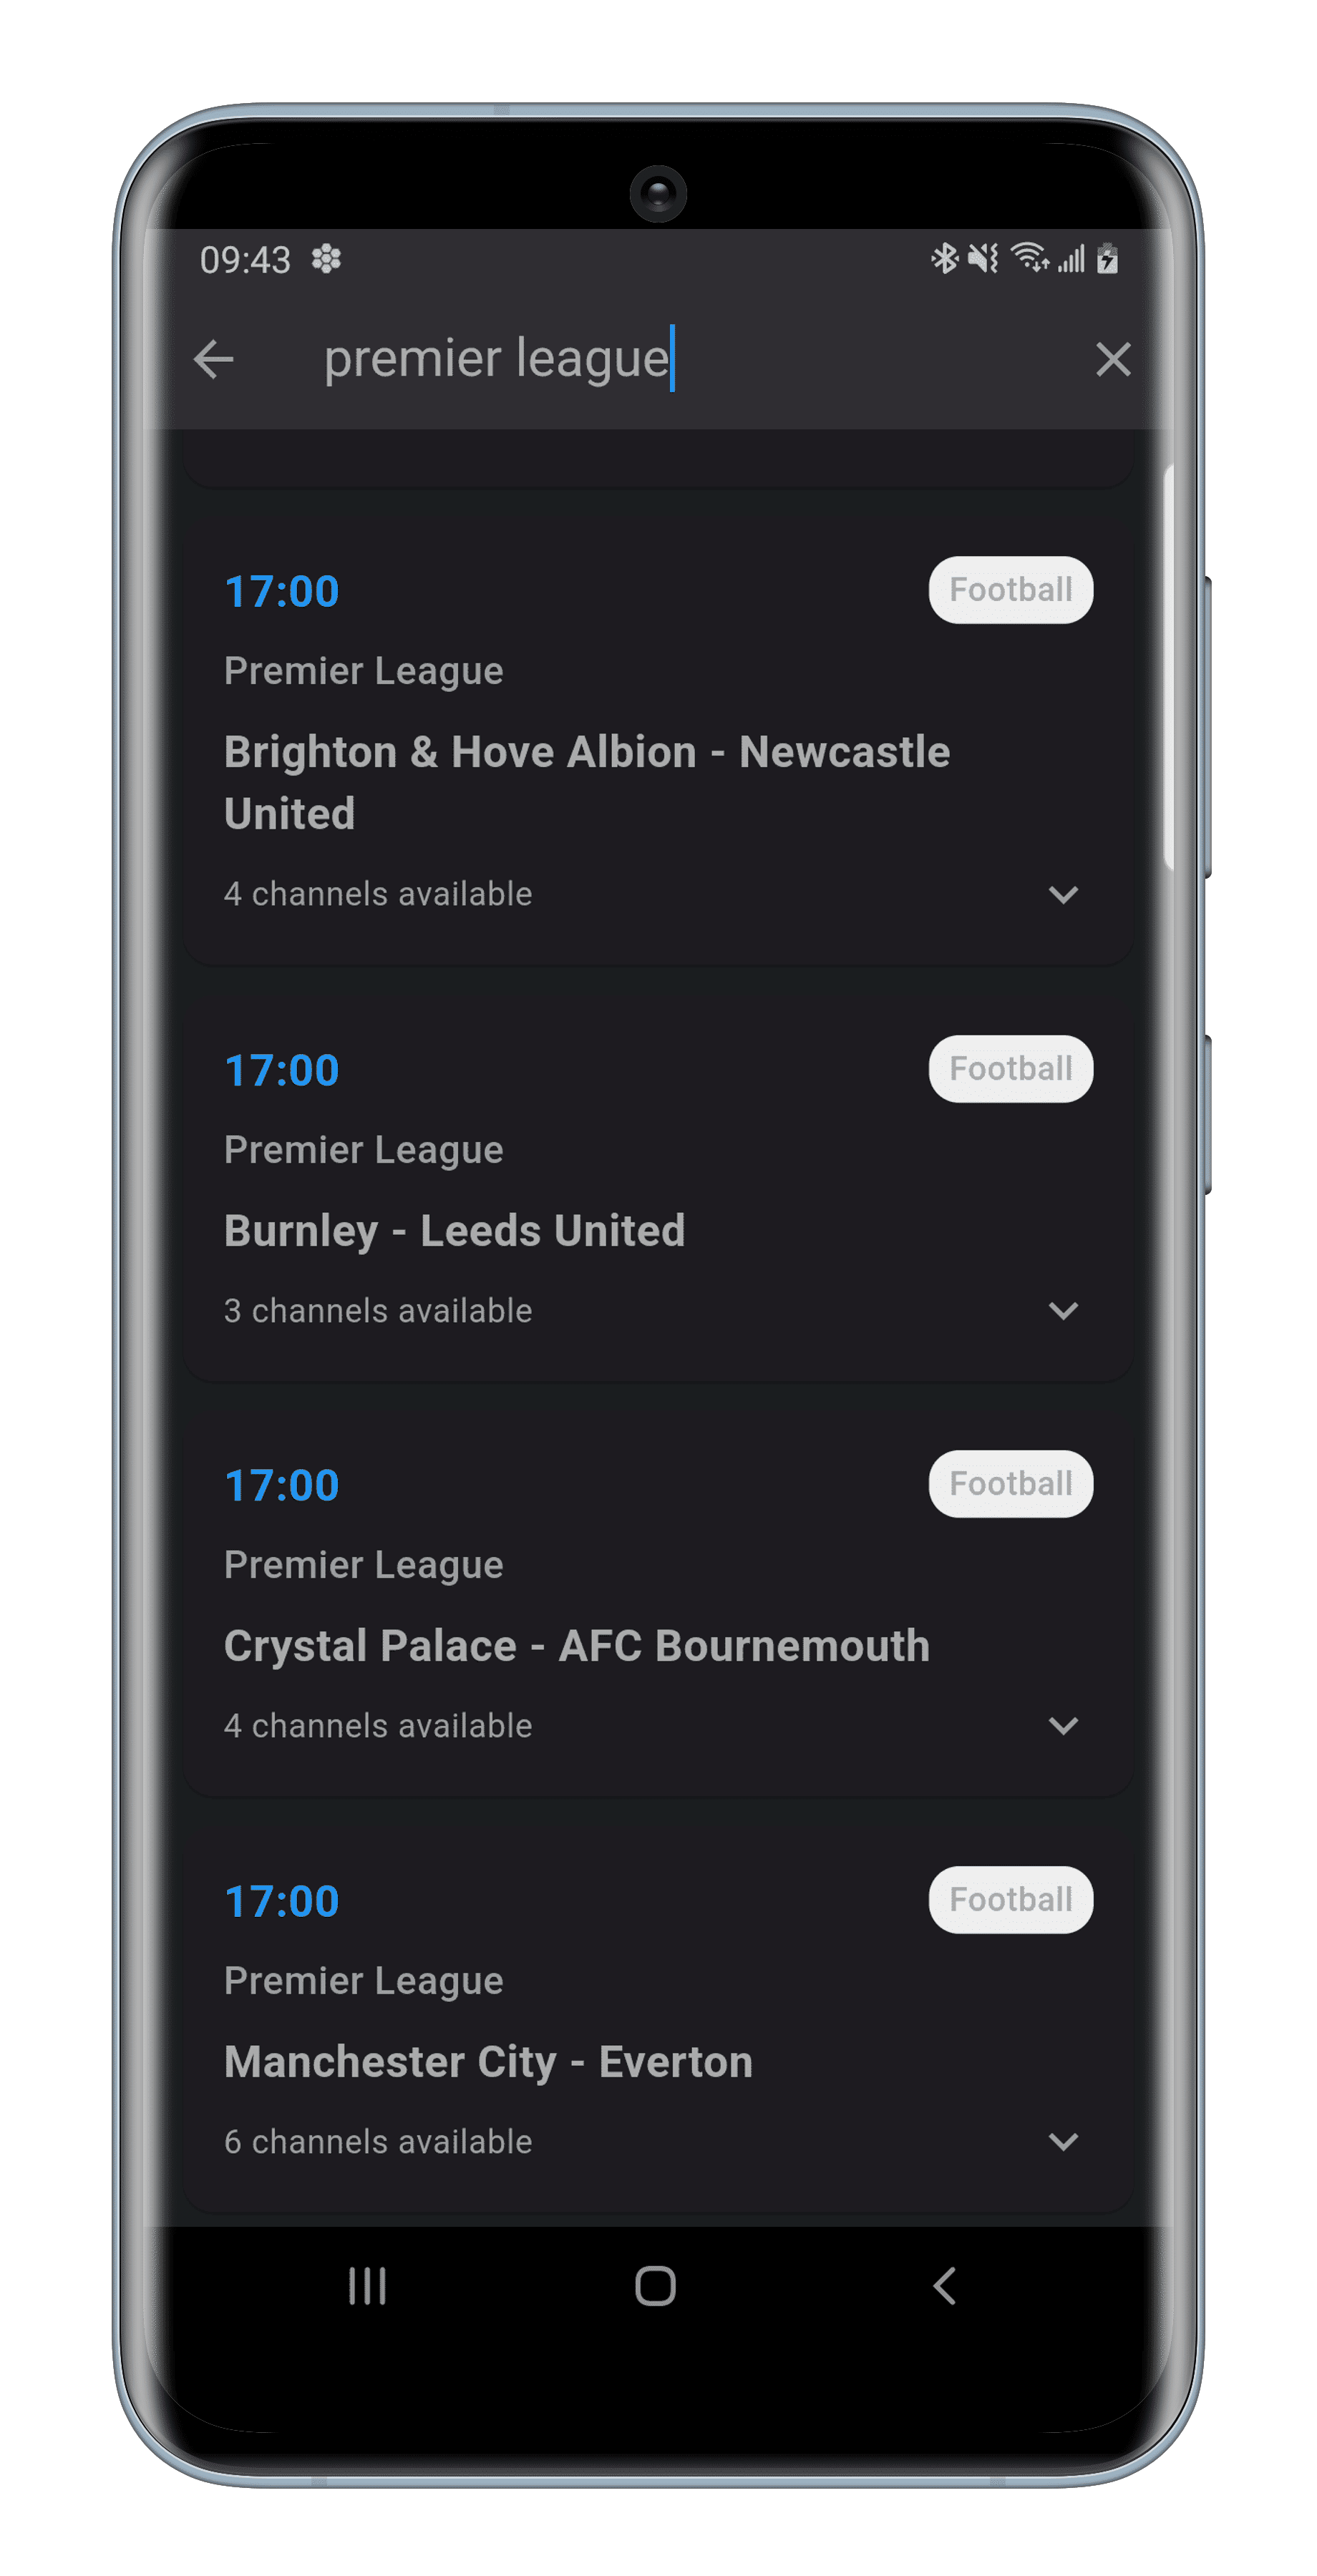 09:43
premier league
17:00
Football
Premier League
Brighton & Hove Albion - Newcastle
United
4 channels available
17:00
Football
Premier League
Burnley - Leeds United
3 channels available
17:00
Football
Premier League
Crystal Palace - AFC Bournemouth
4 channels available
17:00
Football
Premier League
Manchester City - Everton
6 channels available